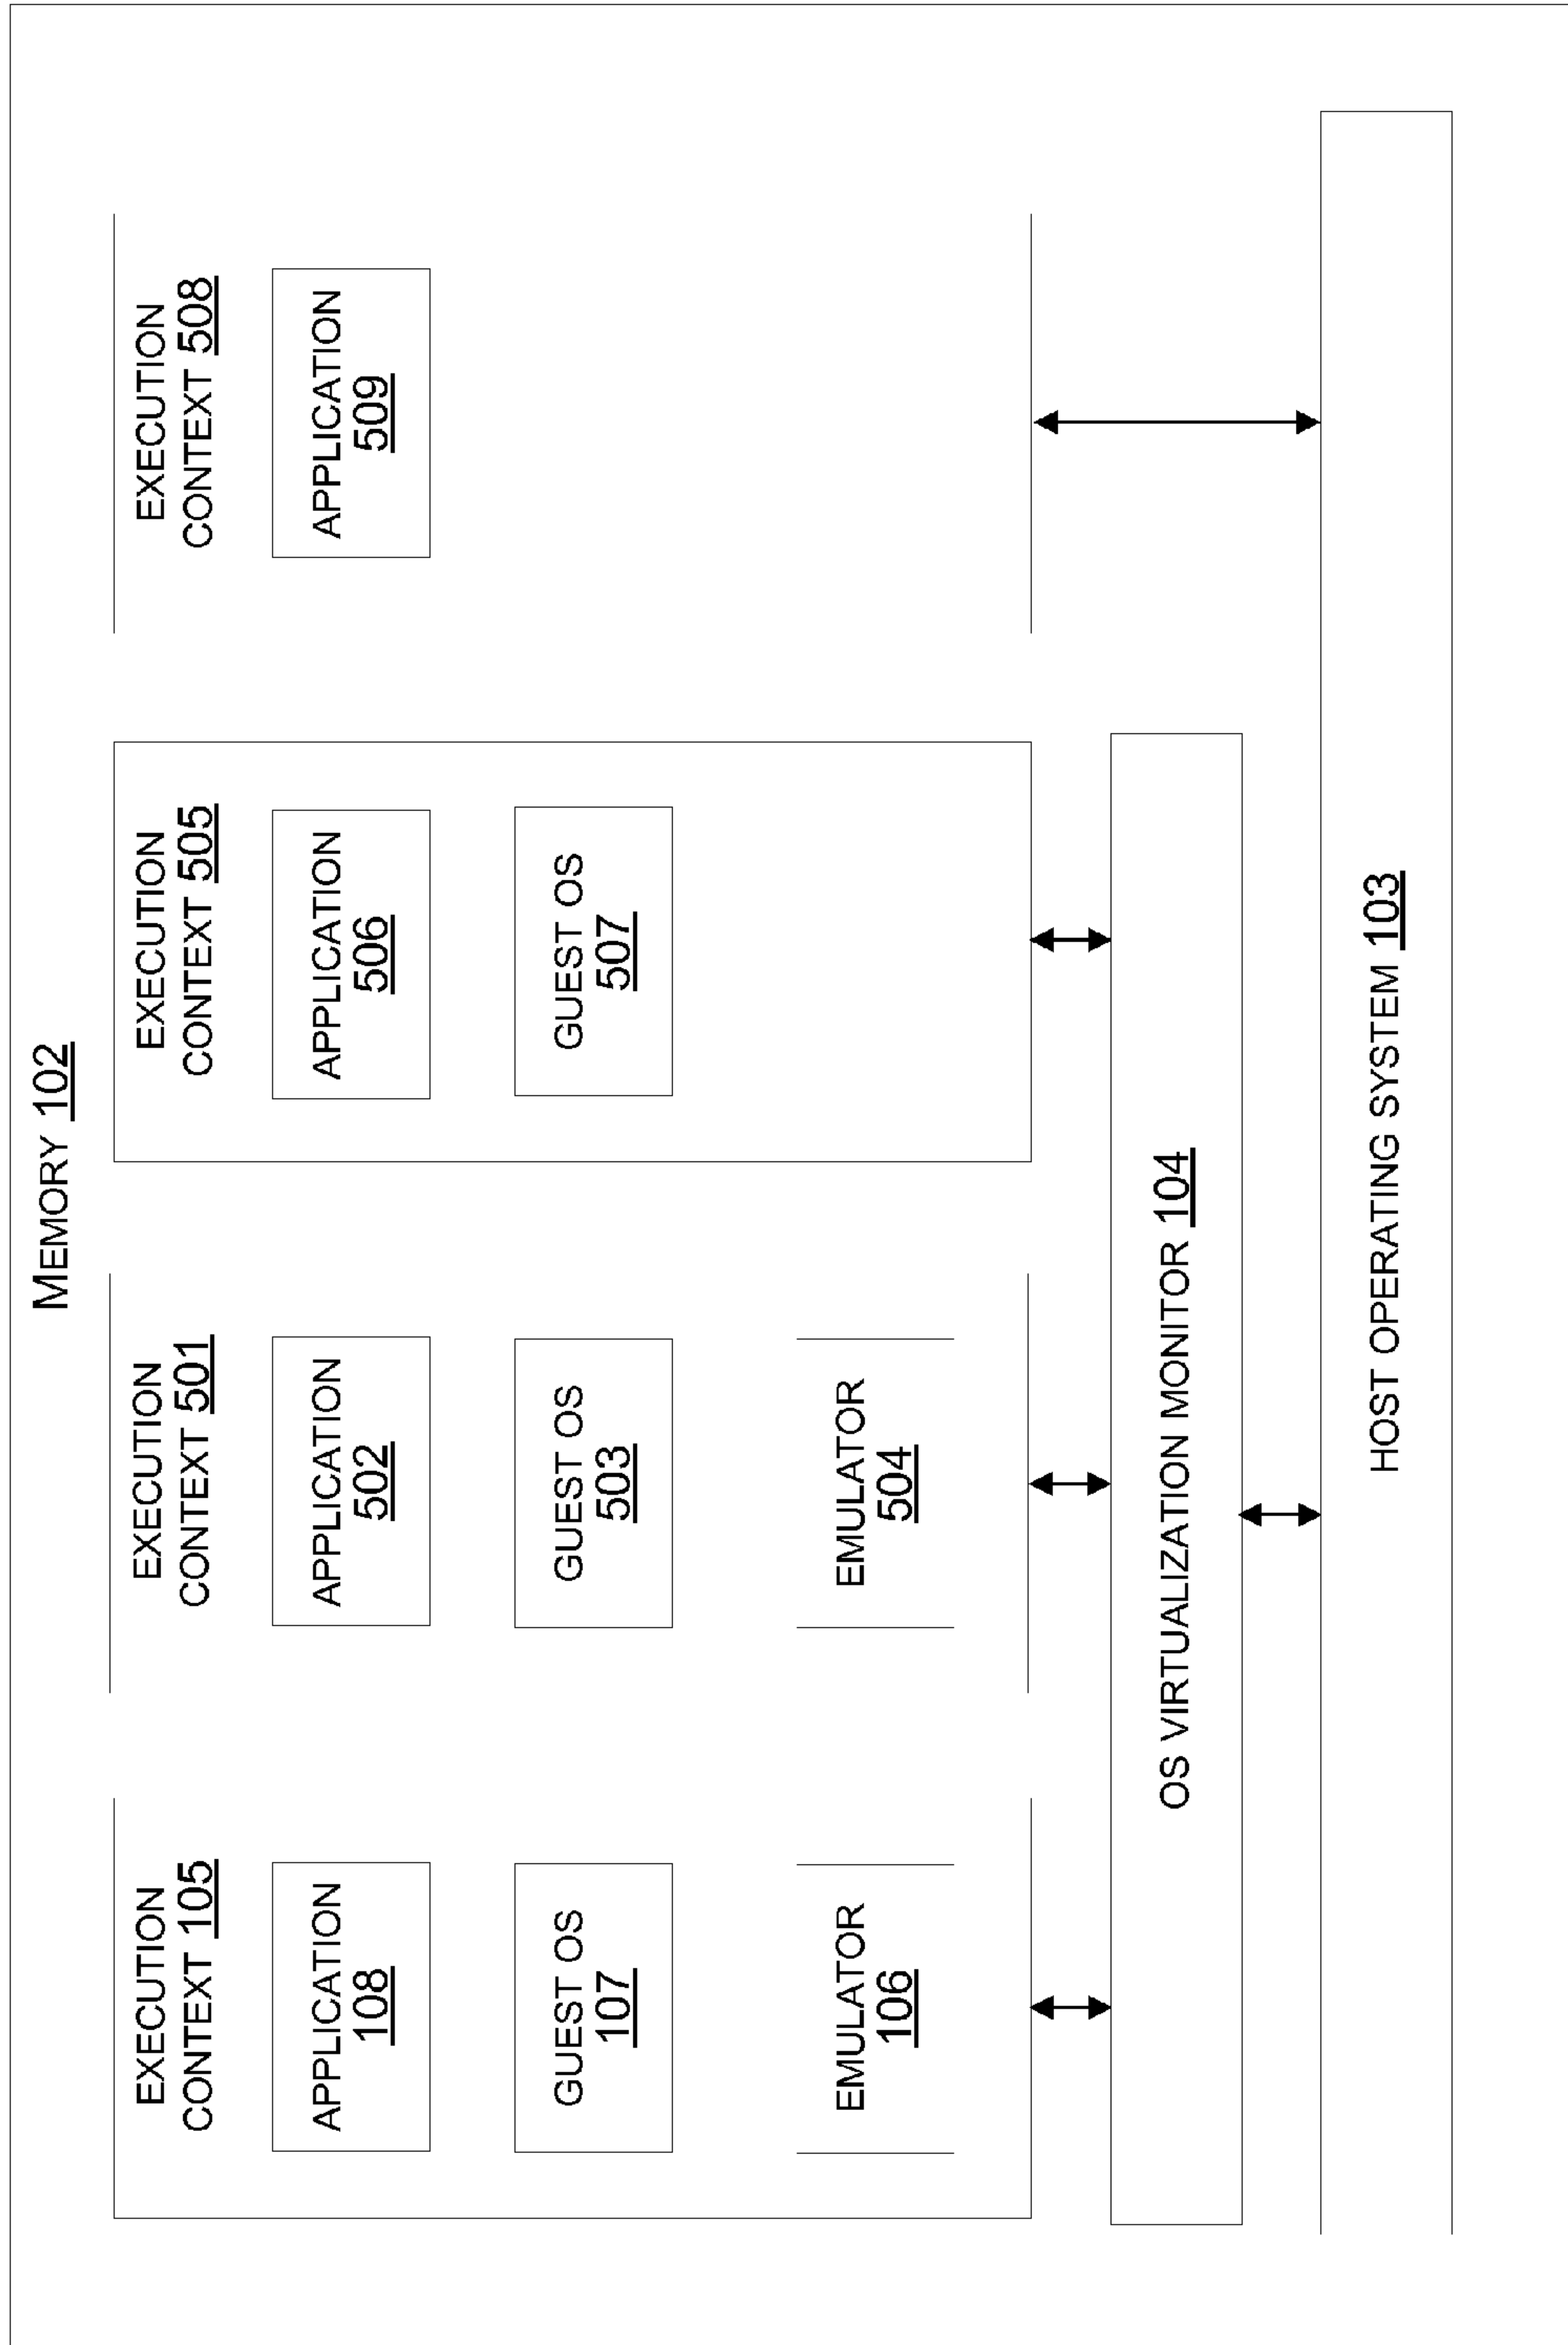 MEMORY 102
EXECUTION
CONTEXT 105
APPLICATION
108
GUEST OS
107
EMULATOR
106
EXECUTION
CONTEXT 501
APPLICATION
502
GUEST OS
503
EMULATOR
504
EXECUTION
CONTEXT 505
APPLICATION
506
GUEST OS
507
EXECUTION
CONTEXT 508
APPLICATION
509
OS VIRTUALIZATION MONITOR 104
HOST OPERATING SYSTEM 103